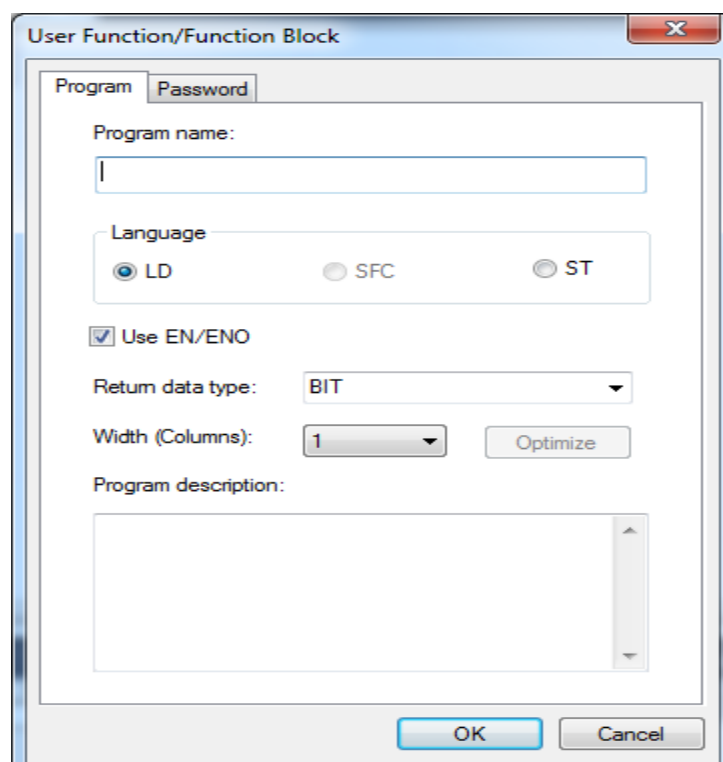 User Function/Function Block
Program Password
Program name:
Language
LD SFC ST
Use EN/ENO
Return data type: BIT
Width (Columns): 1 Optimize
Program description:
OK Cancel